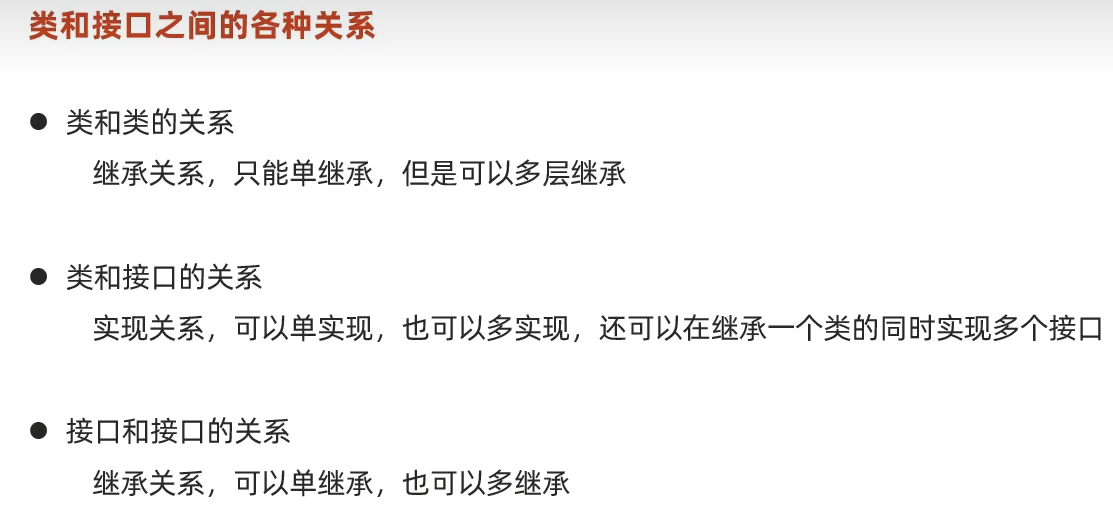 类和接口之间的各种关系
● 类和类的关系
继承关系，只能单继承，但是可以多层继承
● 类和接口的关系
实现关系，可以单实现，也可以多实现，还可以在继承一个类的同时实现多个接口
● 接口和接口的关系
继承关系，可以单继承，也可以多继承